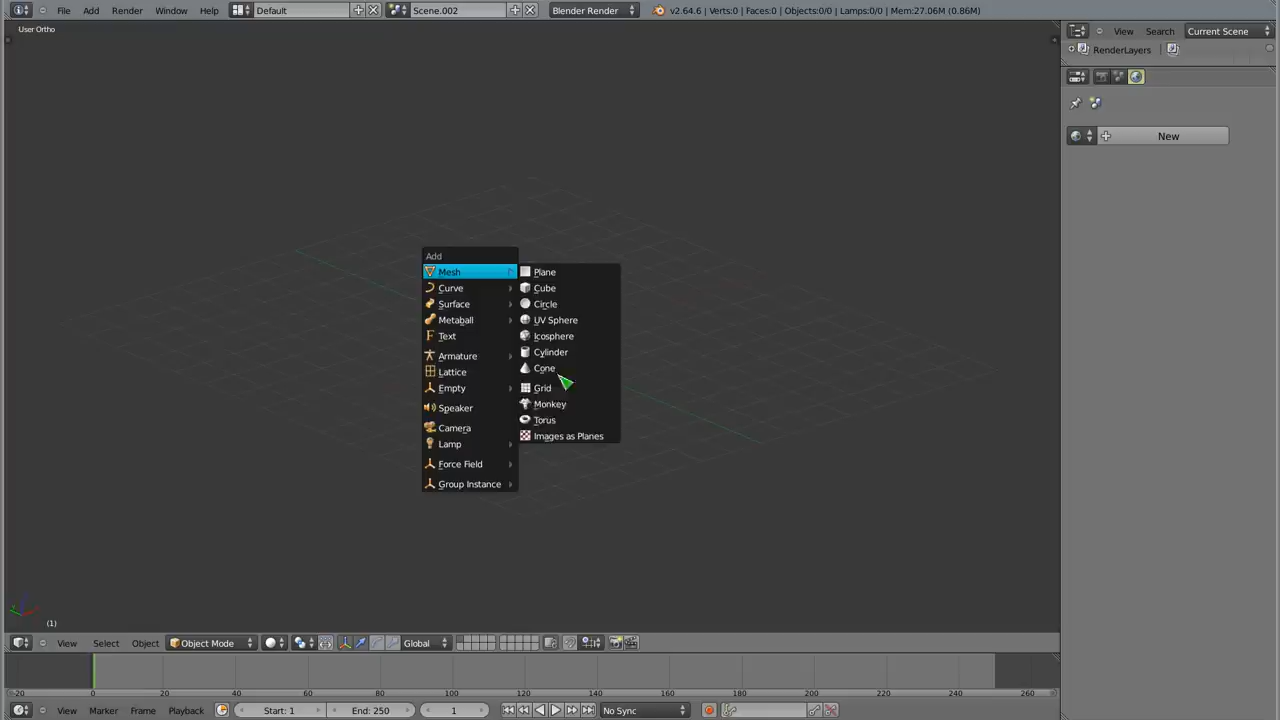 File Add Render Window Help Default Scene.002 Blender Render v2.64.6 | Verts:0 | Faces:0 | Objects:0/0 | Lamps:0/0 | Mem:27.06M (0.86M)
User Ortho
View Search Current Scene
RenderLayers
New
Add
Mesh
Curve
Surface
Metaball
Text
Armature
Lattice
Empty
Speaker
Camera
Lamp
Force Field
Group Instance
Plane
Cube
Circle
UV Sphere
Icosphere
Cylinder
Cone
Grid
Monkey
Torus
Images as Planes
(1)
View Select Object Object Mode Global
-20 0 20 40 60 80 100 120 140 160 180 200 220 240 260
View Marker Frame Playback Start: 1 End: 250 1 No Sync